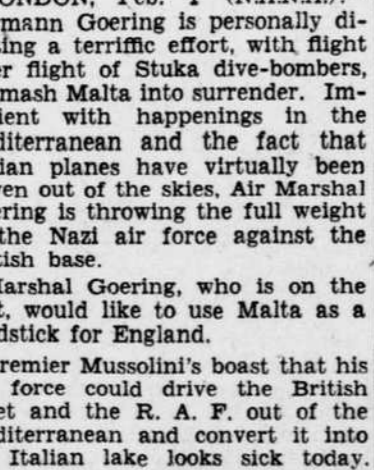 LONDON, Feb. 1 (N.A.N.A.).
mann Goering is personally di-
ing a terrific effort, with flight
er flight of Stuka dive-bombers,
mash Malta into surrender. Im-
ient with happenings in the
diterranean and the fact that
ian planes have virtually been
ven out of the skies, Air Marshal
ering is throwing the full weight
the Nazi air force against the
tish base.
Marshal Goering, who is on the
t, would like to use Malta as a
dstick for England.
remier Mussolini's boast that his
force could drive the British
et and the R. A. F. out of the
diterranean and convert it into
Italian lake looks sick today.